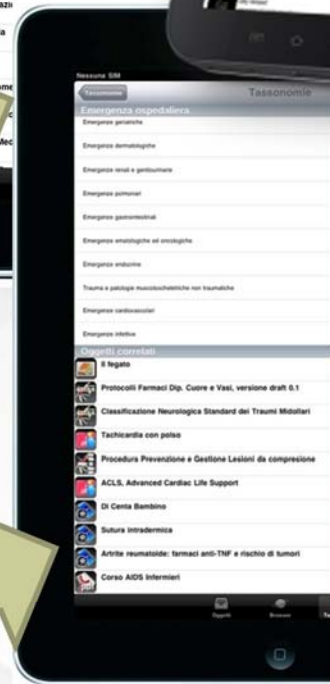 azi
a
Nessuna SIM
Tassonomie
Tassonomie
Emergenza ospedaliera
Emergenze geriatriche
Emergenze dermatologiche
Emergenze renali e genitourinarie
Emergenze polmonari
Emergenze gastrointestinali
Emergenze ematologiche ed oncologiche
Emergenze endocrine
Trauma e patologie muscoloscheletriche non traumatiche
Emergenze cardiovascolari
Emergenze infettive
Oggetti correlati
Il fegato
Protocolli Farmaci Dip. Cuore e Vasi, versione draft 0.1
Classificazione Neurologica Standard dei Traumi Midollari
Tachicardia con polso
Procedura Prevenzione e Gestione Lesioni da compressione
ACLS, Advanced Cardiac Life Support
Di Centa Bambino
Sutura intradermica
Artrite reumatoide: farmaci anti-TNF e rischio di tumori
Corso AIDS Infermieri
Oggetti
Browser